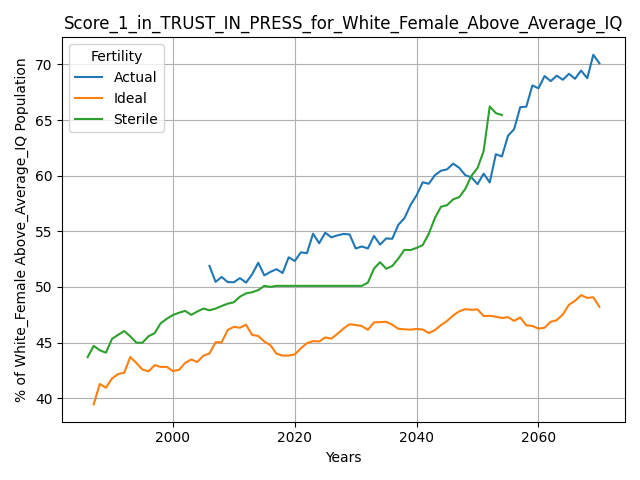 Score_1_in_TRUST_IN_PRESS_for_White_Female_Above_Average_IQ
Fertility
Actual
Ideal
Sterile
% of White_Female Above_Average_IQ Population
70
65
60
55
50
45
40
2000
2020
2040
2060
Years